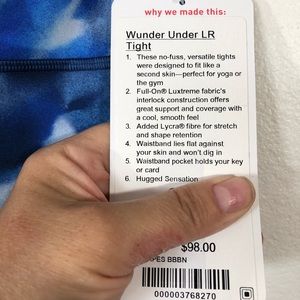 why we made this:
Wunder Under LR
Tight
1. These no-fuss, versatile tights
were designed to fit like a
second skin—perfect for yoga or
the gym
2. Full-On® Luxtreme fabric's
interlock construction offers
great support and coverage with
a cool, smooth feel
3. Added Lycra® fibre for stretch
and shape retention
4. Waistband lies flat against
your skin and won't dig in
5. Waistband pocket holds your key
or card
6. Hugged Sensation
$98.00
BBBN
000003768270